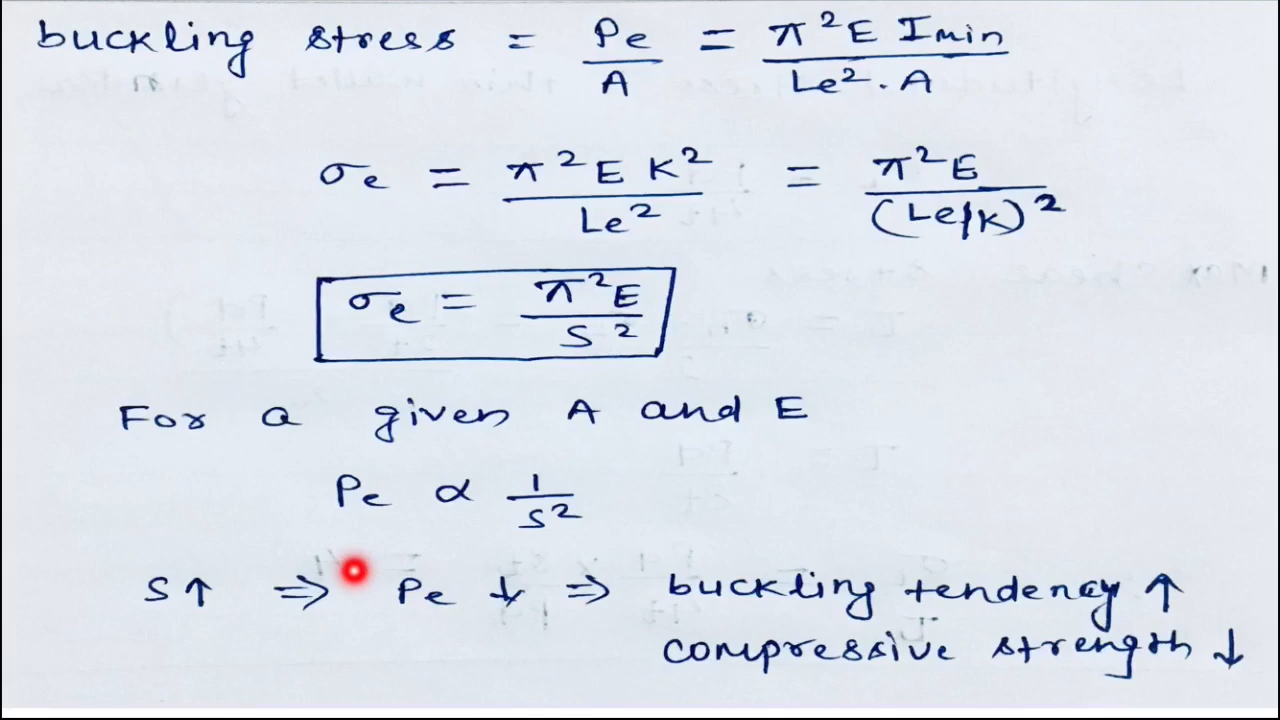 buckling stress = Pe/A = π²E Imin/Le².A
σe = π²E K²/Le² = π²E/(Le/K)²
σe = π²E/S²
For a given A and E
Pe ∝ 1/S²
S↑ ⇒ Pe ↓ ⇒ buckling tendency ↑
compressive strength ↓